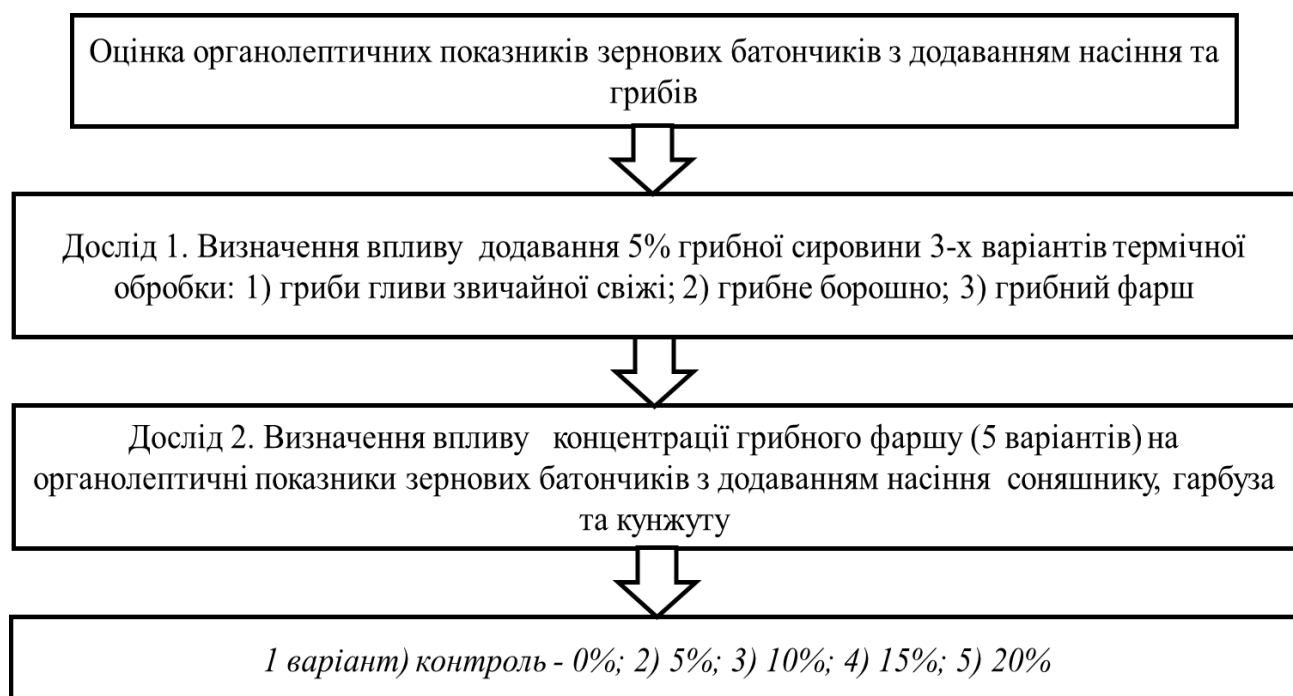 Оцінка органолептичних показників зернових батончиків з додаванням насіння та
грибів
Дослід 1. Визначення впливу додавання 5% грибної сировини 3-х варіантів термічної
обробки: 1) гриби гливи звичайної свіжі; 2) грибне борошно; 3) грибний фарш
Дослід 2. Визначення впливу концентрації грибного фаршу (5 варіантів) на
органолептичні показники зернових батончиків з додаванням насіння соняшнику, гарбуза
та кунжуту
1 варіант) контроль - 0%; 2) 5%; 3) 10%; 4) 15%; 5) 20%